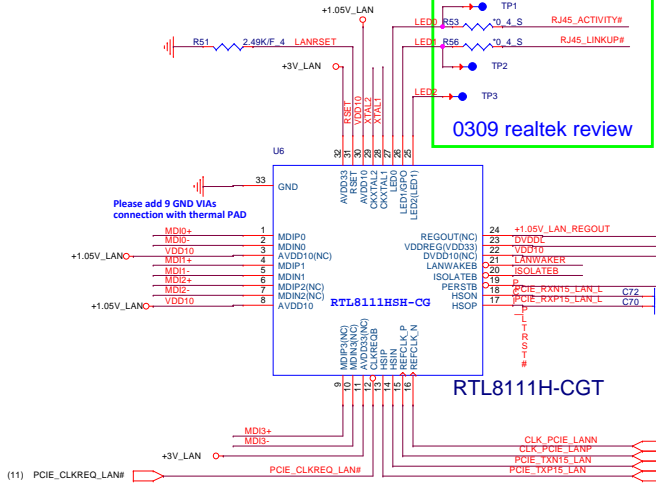 TP1
+1.05V_LAN
LED0 R53 *0_4_S RJ45_ACTIVITY#
R51 2.49K/F_4 LANRSET
LED1 R56 *0_4_S RJ45_LINKUP#
+3V_LAN
TP2
LED2
TP3
RSET
VDD10
XTAL2
XTAL1
0309 realtek review
U6
32 31 30 29 28 27 26 25
AVDD33
RSET
AVDD10
CKXTAL2
CKXTAL1
LED0
LED1/GPO
LED2(LED1)
33 GND
Please add 9 GND VIAs
connection with thermal PAD
MDI0+ 1 MDIP0
MDI0- 2 MDIN0
+1.05V_LAN VDD10 3 AVDD10(NC)
MDI1+ 4 MDIP1
MDI1- 5 MDIN1
MDI2+ 6 MDIP2(NC)
MDI2- 7 MDIN2(NC)
+1.05V_LAN VDD10 8 AVDD10
REGOUT(NC) 24 +1.05V_LAN_REGOUT
VDDREG(VDD33) 23 DVDDL
DVDD10(NC) 22 VDD10
LANWAKEB 21 LANWAKER
ISOLATEB 20 ISOLATEB
PERSTB 19
HSON 18 PCIE_RXN15_LAN_L C72
HSOP 17 PCIE_RXP15_LAN_L C70
PLTRST#
RTL8111HSH-CG
MDIP3(NC)
MDIN3(NC)
AVDD33(NC)
CLKREQB
HSIP
HSIN
REFCLK_P
REFCLK_N
9 10 11 12 13 14 15 16
RTL8111H-CGT
MDI3+
MDI3-
CLK_PCIE_LANN
+3V_LAN CLK_PCIE_LANP
PCIE_TXN15_LAN
(11) PCIE_CLKREQ_LAN# PCIE_CLKREQ_LAN# PCIE_TXP15_LAN